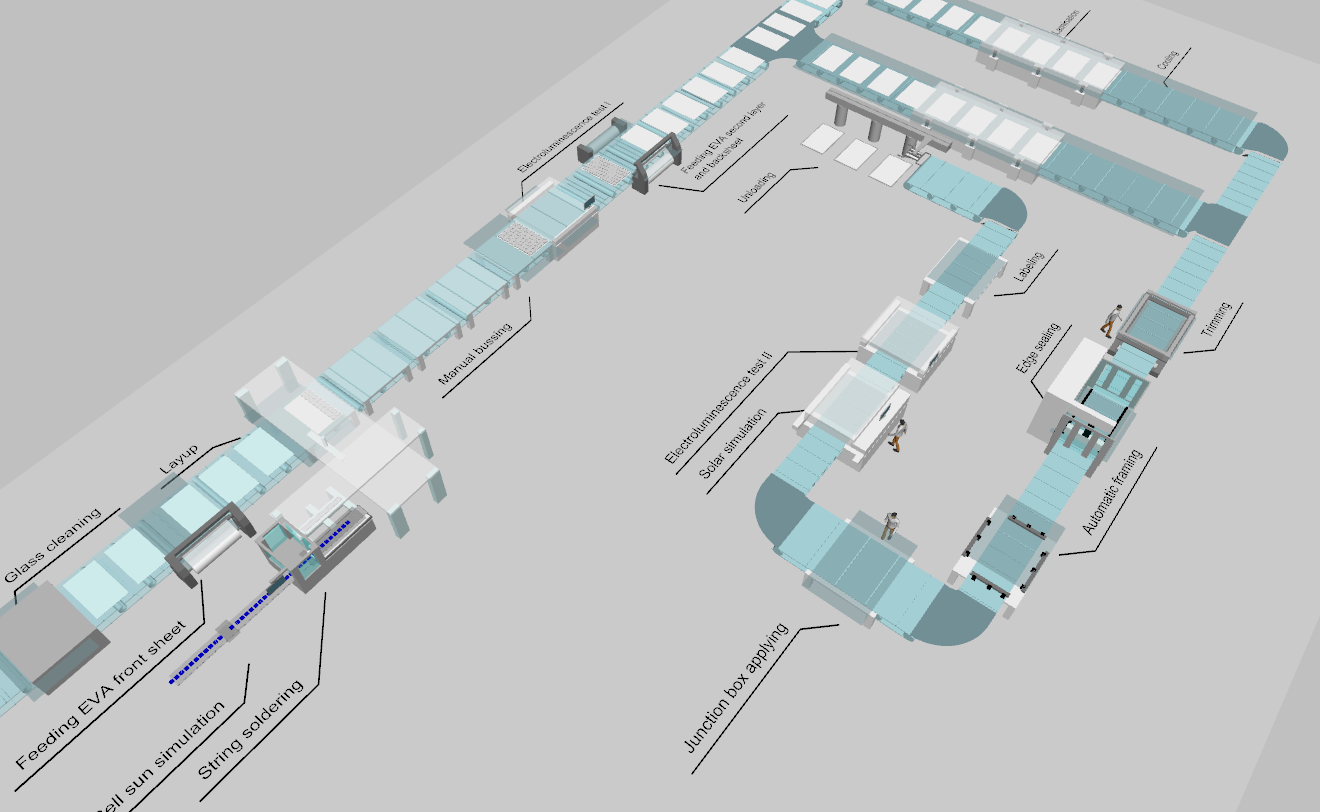 Lamination
Cooling
Electroluminescence test I
Feeding EVA second layer
and backsheet
Unloading
Labeling
Trimming
Edge sealing
Manual bussing
Electroluminescence test II
Solar simulation
Layup
Automatic framing
Glass cleaning
Feeding EVA front sheet
Junction box applying
String soldering
ell sun simulation